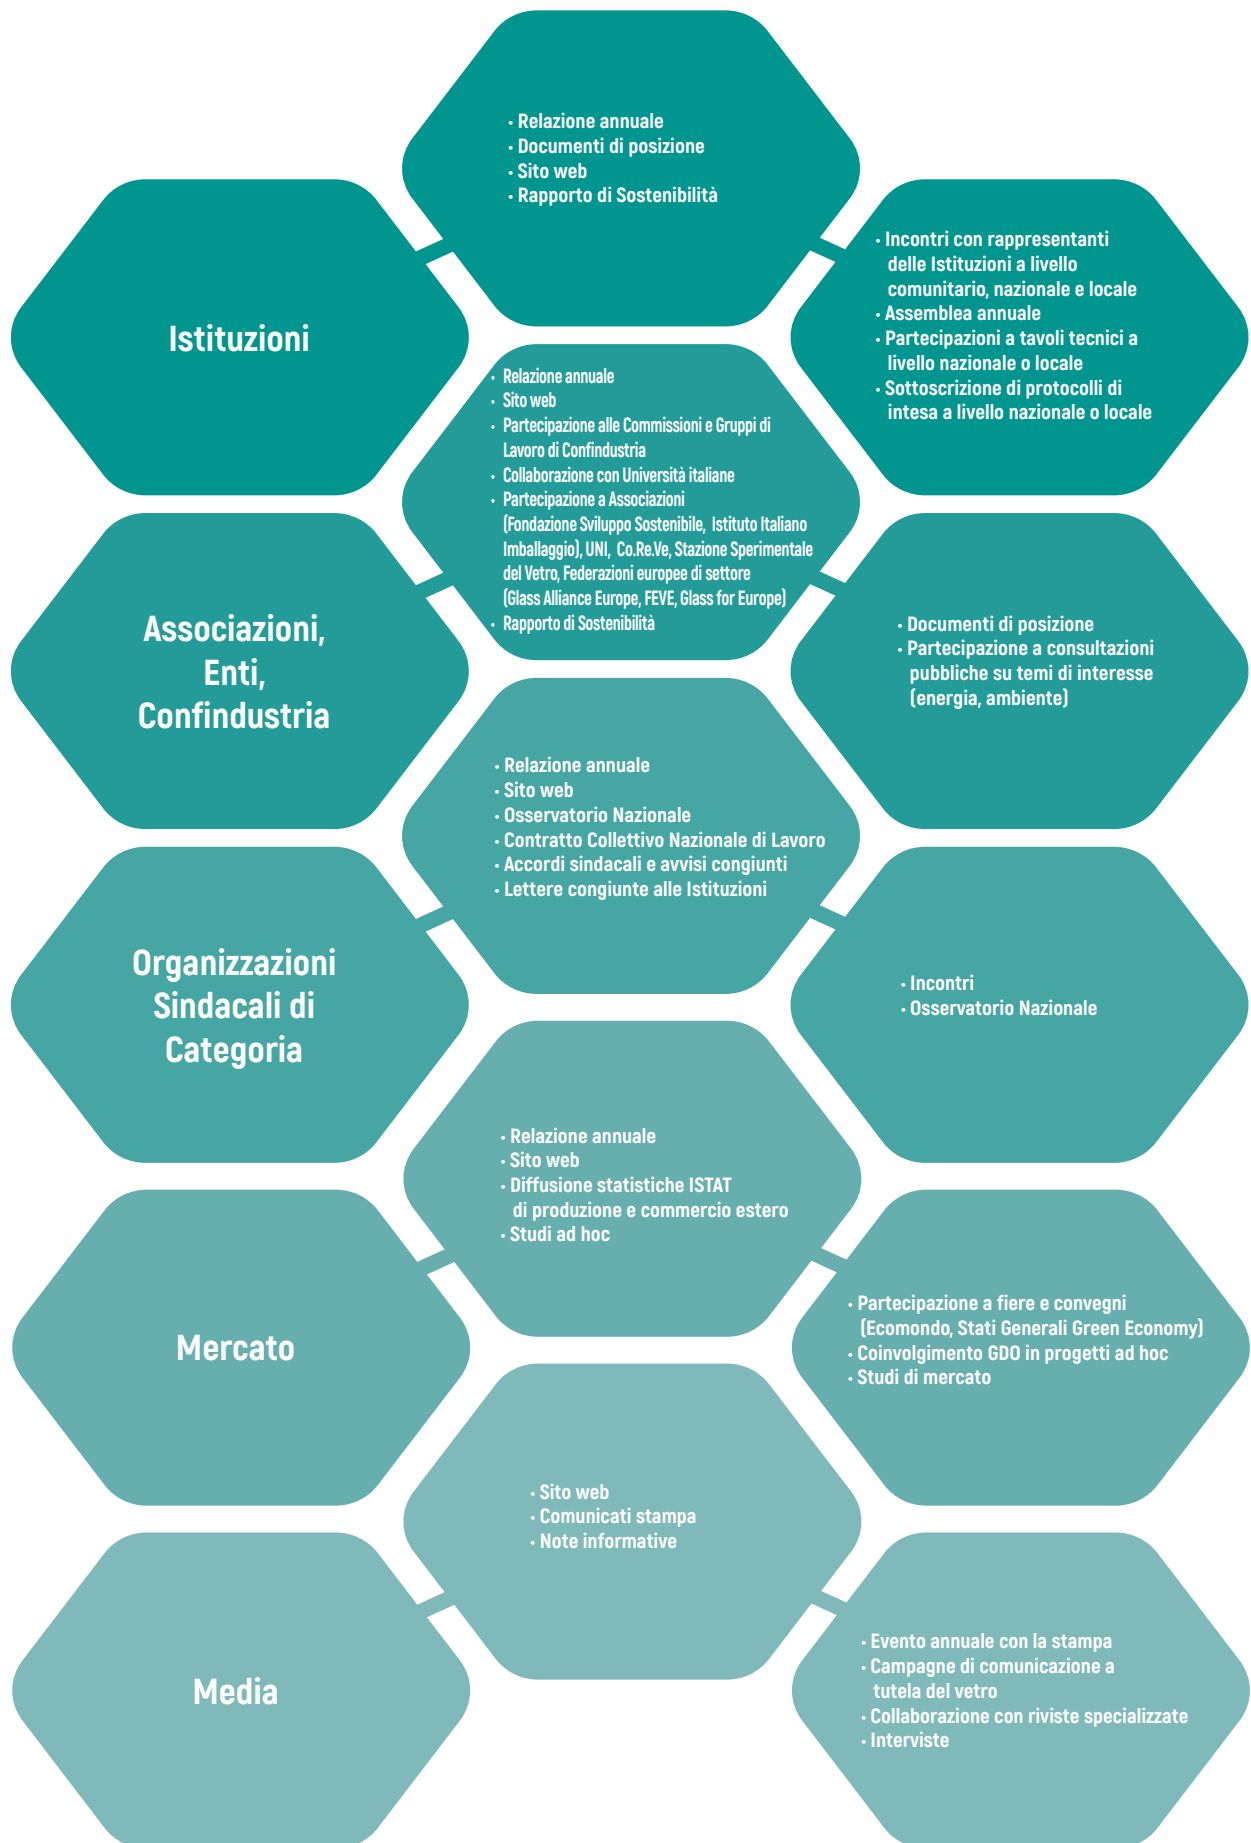 Istituzioni
• Relazione annuale
• Documenti di posizione
• Sito web
• Rapporto di Sostenibilità
• Incontri con rappresentanti
delle Istituzioni a livello
comunitario, nazionale e locale
• Assemblea annuale
• Partecipazioni a tavoli tecnici a
livello nazionale o locale
• Sottoscrizione di protocolli di
intesa a livello nazionale o locale
Associazioni,
Enti,
Confindustria
• Relazione annuale
• Sito web
• Partecipazione alle Commissioni e Gruppi di
Lavoro di Confindustria
• Collaborazione con Università italiane
• Partecipazione a Associazioni
(Fondazione Sviluppo Sostenibile, Istituto Italiano
Imballaggio), UNI, Co.Re.Ve, Stazione Sperimentale
del Vetro, Federazioni europee di settore
(Glass Alliance Europe, FEVE, Glass for Europe)
• Rapporto di Sostenibilità
• Documenti di posizione
• Partecipazione a consultazioni
pubbliche su temi di interesse
(energia, ambiente)
Organizzazioni
Sindacali di
Categoria
• Relazione annuale
• Sito web
• Osservatorio Nazionale
• Contratto Collettivo Nazionale di Lavoro
• Accordi sindacali e avvisi congiunti
• Lettere congiunte alle Istituzioni
• Incontri
• Osservatorio Nazionale
Mercato
• Relazione annuale
• Sito web
• Diffusione statistiche ISTAT
di produzione e commercio estero
• Studi ad hoc
• Partecipazione a fiere e convegni
(Ecomondo, Stati Generali Green Economy)
• Coinvolgimento GDO in progetti ad hoc
• Studi di mercato
Media
• Sito web
• Comunicati stampa
• Note informative
• Evento annuale con la stampa
• Campagne di comunicazione a
tutela del vetro
• Collaborazione con riviste specializzate
• Interviste